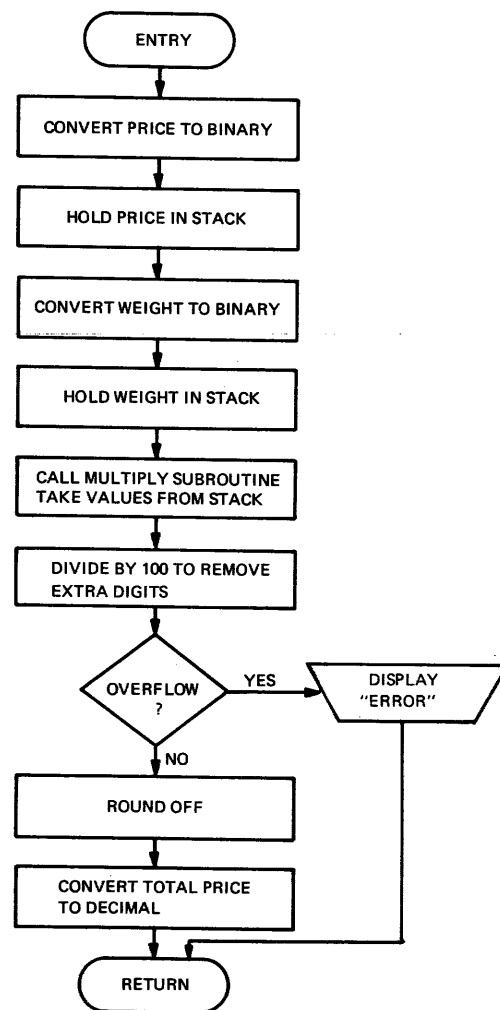 ENTRY
CONVERT PRICE TO BINARY
HOLD PRICE IN STACK
CONVERT WEIGHT TO BINARY
HOLD WEIGHT IN STACK
CALL MULTIPLY SUBROUTINE
TAKE VALUES FROM STACK
DIVIDE BY 100 TO REMOVE
EXTRA DIGITS
OVERFLOW
?
YES
DISPLAY
"ERROR"
NO
ROUND OFF
CONVERT TOTAL PRICE
TO DECIMAL
RETURN